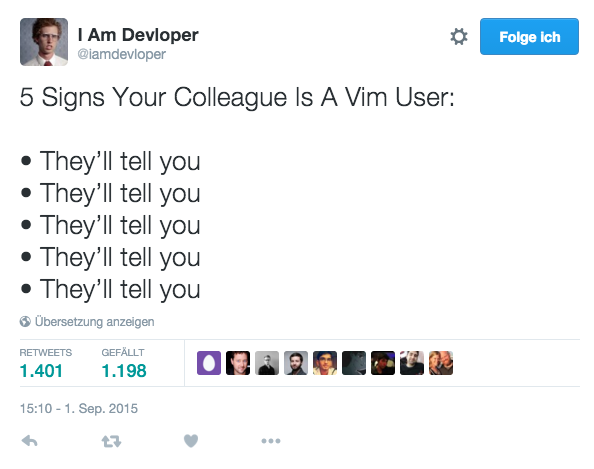 I Am Devloper
@iamdevloper
Folge Ich
5 Signs Your Colleague Is A Vim User:
• They’ll tell you
• They’ll tell you
• They’ll tell you
• They’ll tell you
• They’ll tell you
Übersetzung anzeigen
RETWEETS GEFÄLLT
1.401 1.198
15:10 - 1. Sep. 2015